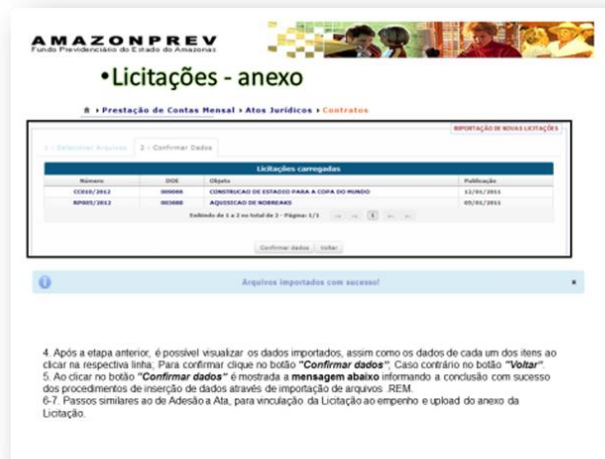 AMAZONPREV
Fundo Previdenciário do Estado do Amazonas
•Licitações - anexo
Prestação de Contas Mensal Atos Jurídicos Contratos
IMPORTAÇÃO DE NOVAS LICITAÇÕES
1 - Selecionar Arquivos 2 - Confirmar Dados
Licitações carregadas
Número DOE Objeto Publicação
CC010/2012 CONSTRUCAO DE ESTADIO PARA A COPA DO MUNDO 12/01/2011
RP005/2012 AQUISICAO DE NOBREAKS 05/01/2011
Exibindo de 1 a 2 no total de 2 - Página: 1/1 1
Confirmar dados Voltar
Arquivos importados com sucesso! ×
4. Após a etapa anterior, é possível visualizar os dados importados, assim como os dados de cada um dos itens ao
clicar na respectiva linha; Para confirmar clique no botão "Confirmar dados"; Caso contrário no botão "Voltar".
5. Ao clicar no botão "Confirmar dados" é mostrada a mensagem abaixo informando a conclusão com sucesso
dos procedimentos de inserção de dados através de importação de arquivos .REM.
6-7. Passos similares ao de Adesão a Ata, para vinculação da Licitação ao empenho e upload do anexo da
Licitação.